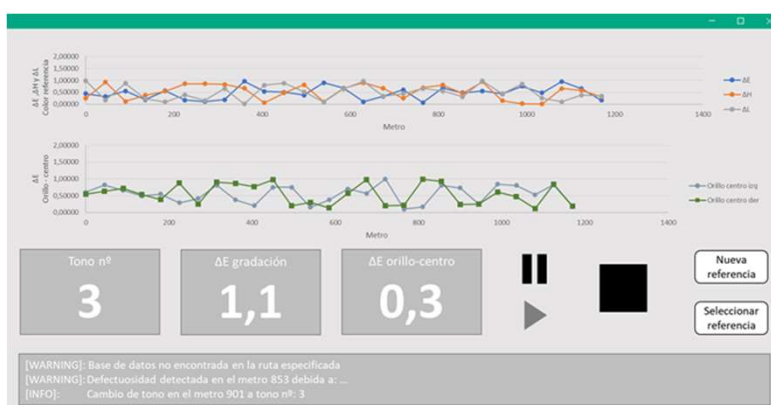 2,00000
1,50000
1,00000
0,50000
0,00000
ΔE ,ΔH y ΔL
Color referencia
0 200 400 600 800 1000 1200 1400
Metro
ΔE
ΔH
ΔL
2,00000
1,50000
1,00000
0,50000
0,00000
ΔE
Orillo - centro
0 200 400 600 800 1000 1200 1400
Metro
Orillo centro izq
Orillo centro der
Tono nº
3
ΔE gradación
1,1
ΔE orillo-centro
0,3
Nueva
referencia
Seleccionar
referencia
[WARNING]: Base de datos no encontrada en la ruta especificada
[WARNING]: Defectuosidad detectada en el metro 853 debida a: ...
[INFO]: Cambio de tono en el metro 901 a tono nº: 3